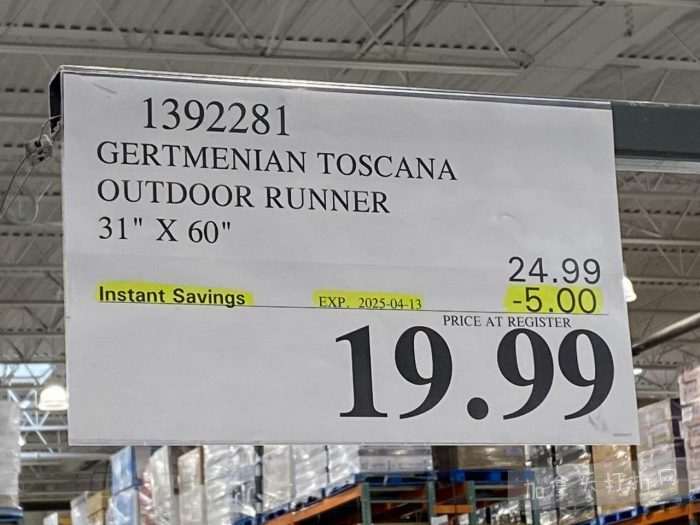 1392281
GERTMENIAN TOSCANA
OUTDOOR RUNNER
31" X 60"
24.99
Instant Savings EXP. 2025-04-13 -5.00
PRICE AT REGISTER
19.99